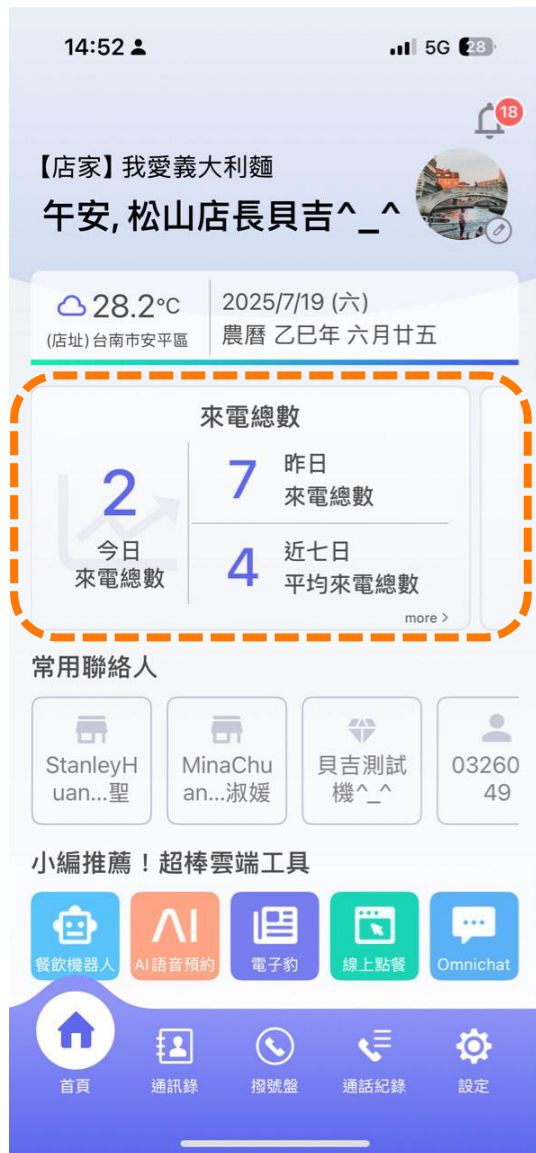 14:52
5G 28
18
【店家】我愛義大利麵
午安, 松山店長貝吉^_^
28.2°C
(店址) 台南市安平區
2025/7/19 (六)
農曆 乙巳年 六月廿五
來電總數
2
今日
來電總數
7
昨日
來電總數
4
近七日
平均來電總數
more >
常用聯絡人
StanleyH
uan...聖
MinaChu
an...淑媛
貝吉測試
機^_^
03260
49
小編推薦！超棒雲端工具
餐飲機器人
AI
AI語音預約
電子豹
線上點餐
Omnichat
首頁
通訊錄
撥號盤
通話紀錄
設定